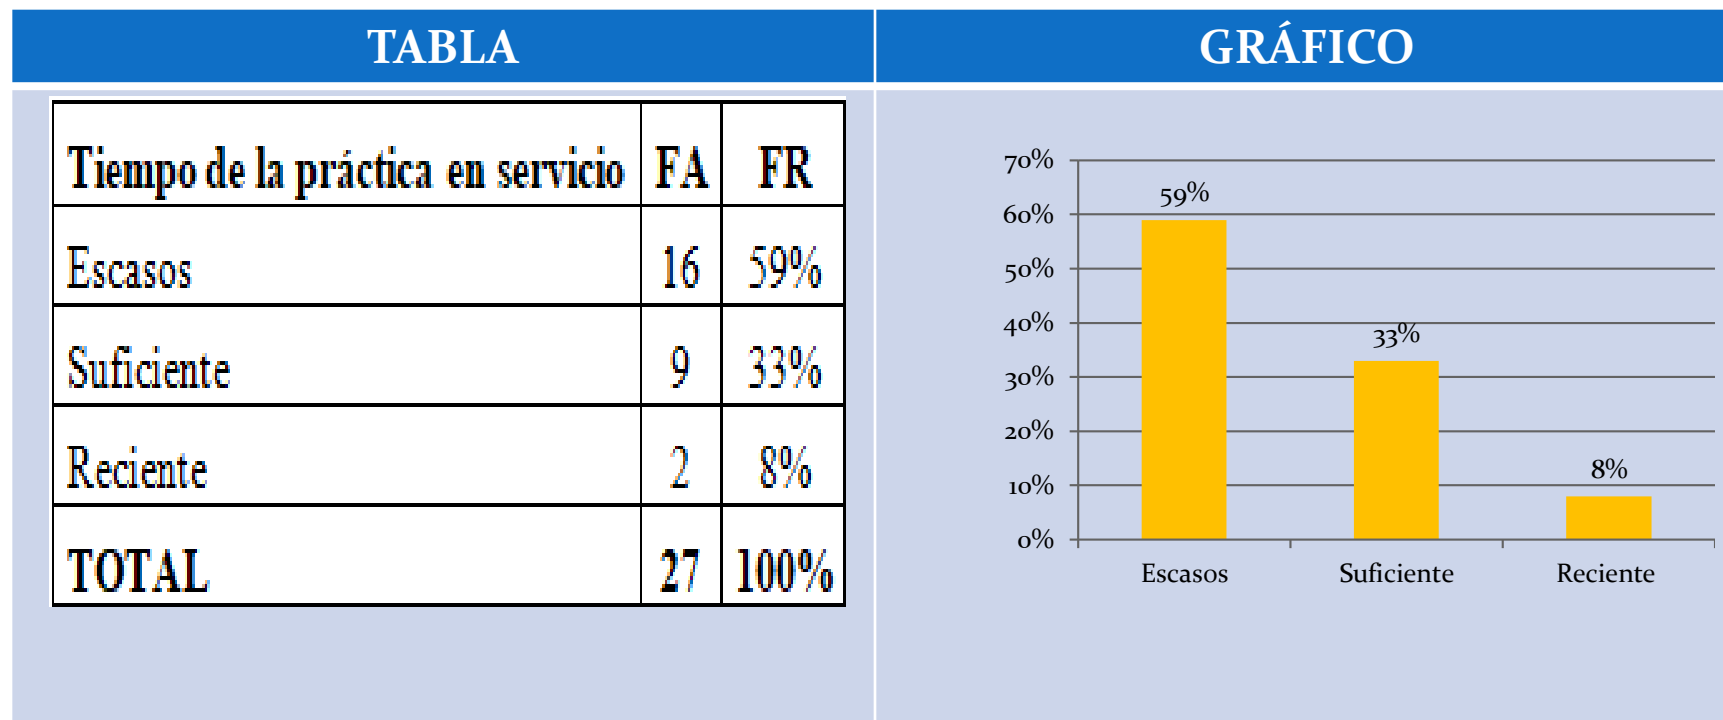 TABLA
Tiempo de la práctica en servicio FA FR
Escasos 16 59%
Suficiente 9 33%
Reciente 2 8%
TOTAL 27 100%
GRÁFICO
70%
60%
50%
40%
30%
20%
10%
0%
59%
33%
8%
Escasos Suficiente Reciente